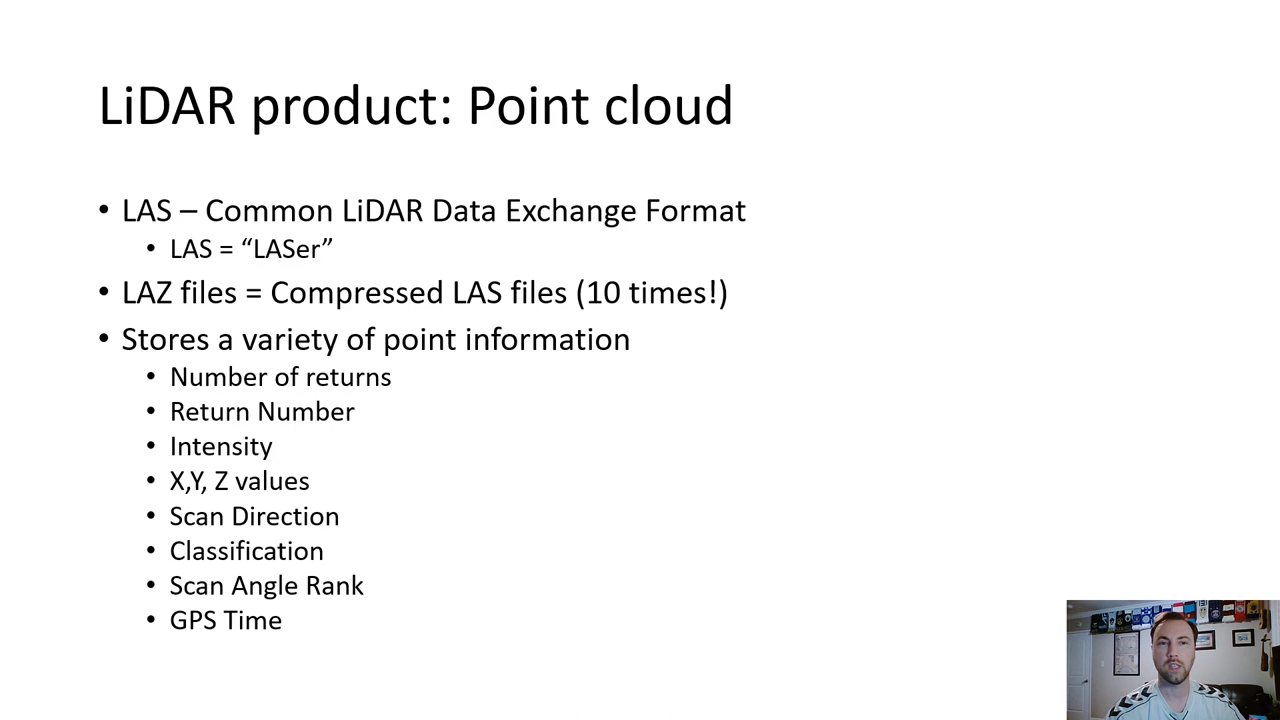 LiDAR product: Point cloud
• LAS – Common LiDAR Data Exchange Format
• LAS = “LASer”
• LAZ files = Compressed LAS files (10 times!)
• Stores a variety of point information
• Number of returns
• Return Number
• Intensity
• X,Y, Z values
• Scan Direction
• Classification
• Scan Angle Rank
• GPS Time